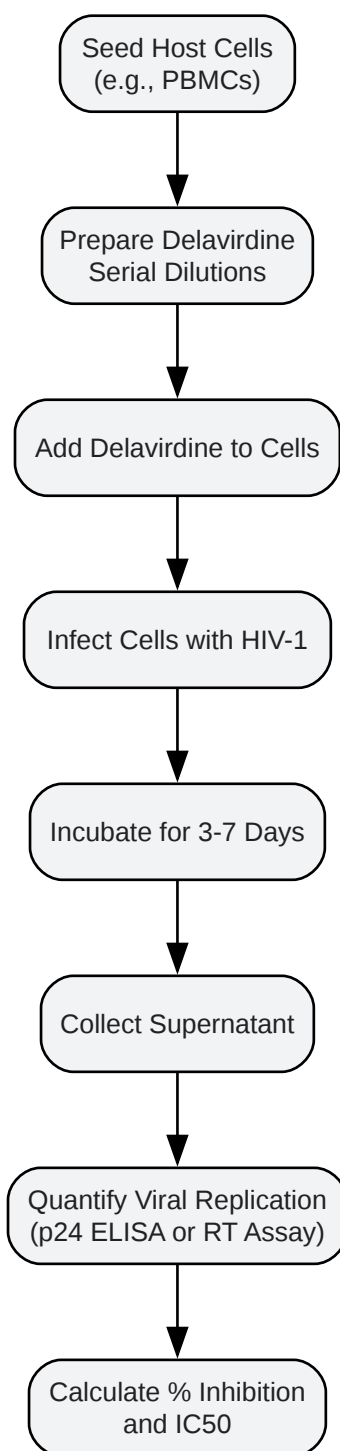 Seed Host Cells
(e.g., PBMCs)
Prepare Delavirdine
Serial Dilutions
Add Delavirdine to Cells
Infect Cells with HIV-1
Incubate for 3-7 Days
Collect Supernatant
Quantify Viral Replication
(p24 ELISA or RT Assay)
Calculate % Inhibition
and IC50